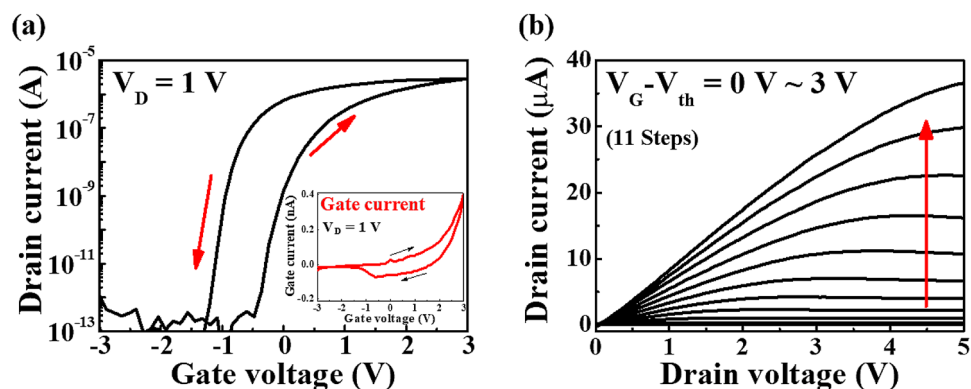 (a)
V_D = 1 V
Drain current (A)
10^-5
10^-7
10^-9
10^-11
10^-13
-3 -2 -1 0 1 2 3
Gate voltage (V)
Gate current
V_D = 1 V
Gate current (nA)
0.4
0.2
0.0
-0.2
-3 -2 -1 0 1 2 3
Gate voltage (V)
(b)
V_G-V_th = 0 V ~ 3 V
(11 Steps)
Drain current (μA)
40
30
20
10
0
0 1 2 3 4 5
Drain voltage (V)